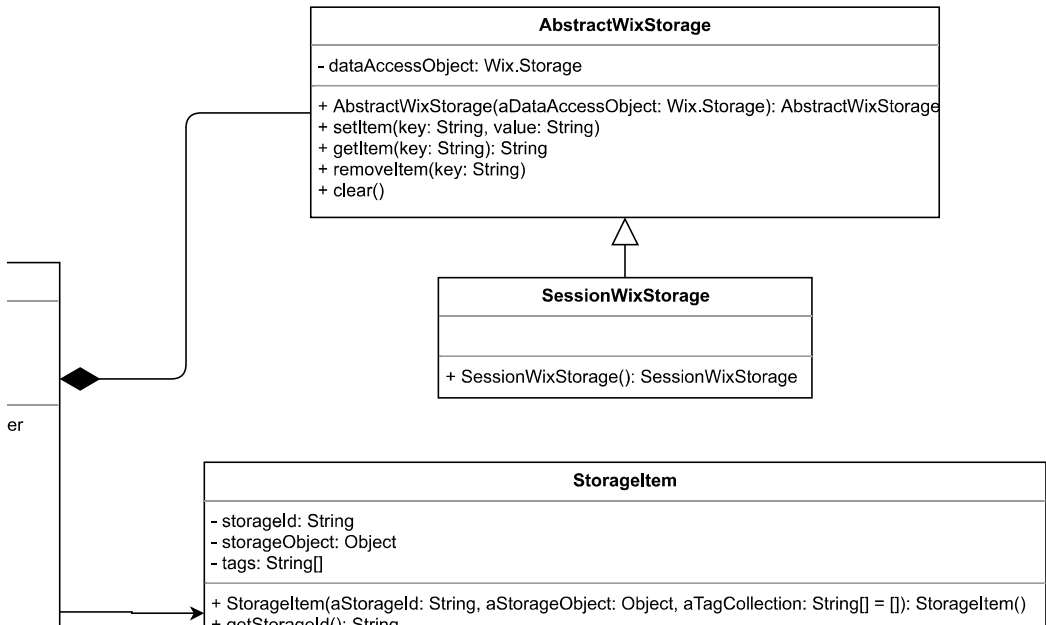 AbstractWixStorage
- dataAccessObject: Wix.Storage
+ AbstractWixStorage(aDataAccessObject: Wix.Storage): AbstractWixStorage
+ setItem(key: String, value: String)
+ getItem(key: String): String
+ removeItem(key: String)
+ clear()
SessionWixStorage
+ SessionWixStorage(): SessionWixStorage
er
StorageItem
- storageId: String
- storageObject: Object
- tags: String[]
+ StorageItem(aStorageId: String, aStorageObject: Object, aTagCollection: String[] = []): StorageItem()
+ getStorageId(): String